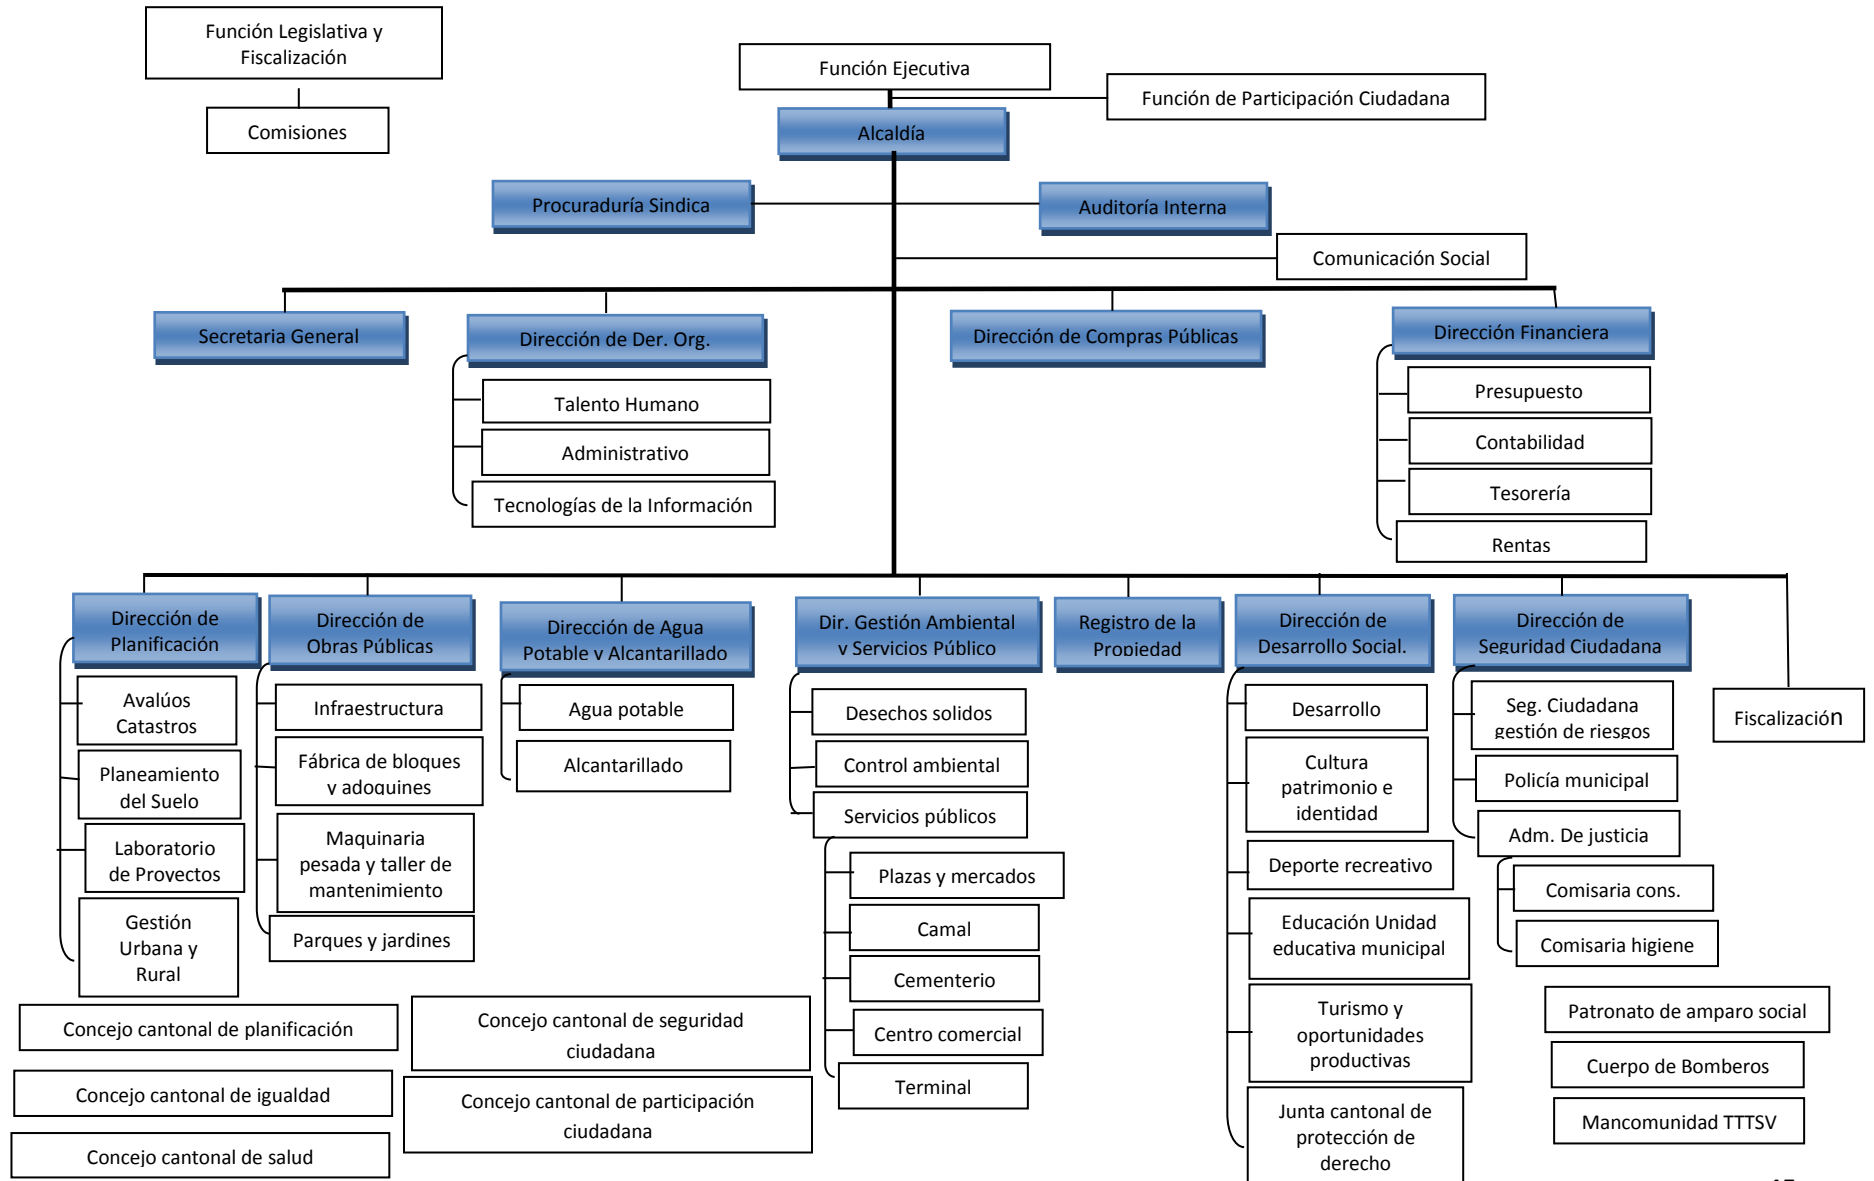 Función Legislativa y
Fiscalización
Comisiones
Función Ejecutiva
Función de Participación Ciudadana
Alcaldía
Procuraduría Sindica
Auditoría Interna
Comunicación Social
Secretaria General
Dirección de Der. Org.
Dirección de Compras Públicas
Dirección Financiera
Talento Humano
Administrativo
Tecnologías de la Información
Presupuesto
Contabilidad
Tesorería
Rentas
Dirección de
Planificación
Avalúos
Catastros
Planeamiento
del Suelo
Laboratorio
de Proyectos
Gestión
Urbana y
Rural
Dirección de
Obras Públicas
Infraestructura
Fábrica de bloques
y adoquines
Maquinaria
pesada y taller de
mantenimiento
Parques y jardines
Dirección de Agua
Potable y Alcantarillado
Agua potable
Alcantarillado
Dir. Gestión Ambiental
y Servicios Público
Desechos solidos
Control ambiental
Servicios públicos
Plazas y mercados
Camal
Cementerio
Centro comercial
Terminal
Registro de la
Propiedad
Dirección de
Desarrollo Social.
Desarrollo
Cultura
patrimonio e
identidad
Deporte recreativo
Educación Unidad
educativa municipal
Turismo y
oportunidades
productivas
Junta cantonal de
protección de
derecho
Dirección de
Seguridad Ciudadana
Seg. Ciudadana
gestión de riesgos
Policía municipal
Adm. De justicia
Comisaria cons.
Comisaria higiene
Fiscalización
Concejo cantonal de planificación
Concejo cantonal de igualdad
Concejo cantonal de salud
Concejo cantonal de seguridad
ciudadana
Concejo cantonal de participación
ciudadana
Patronato de amparo social
Cuerpo de Bomberos
Mancomunidad TTTSV